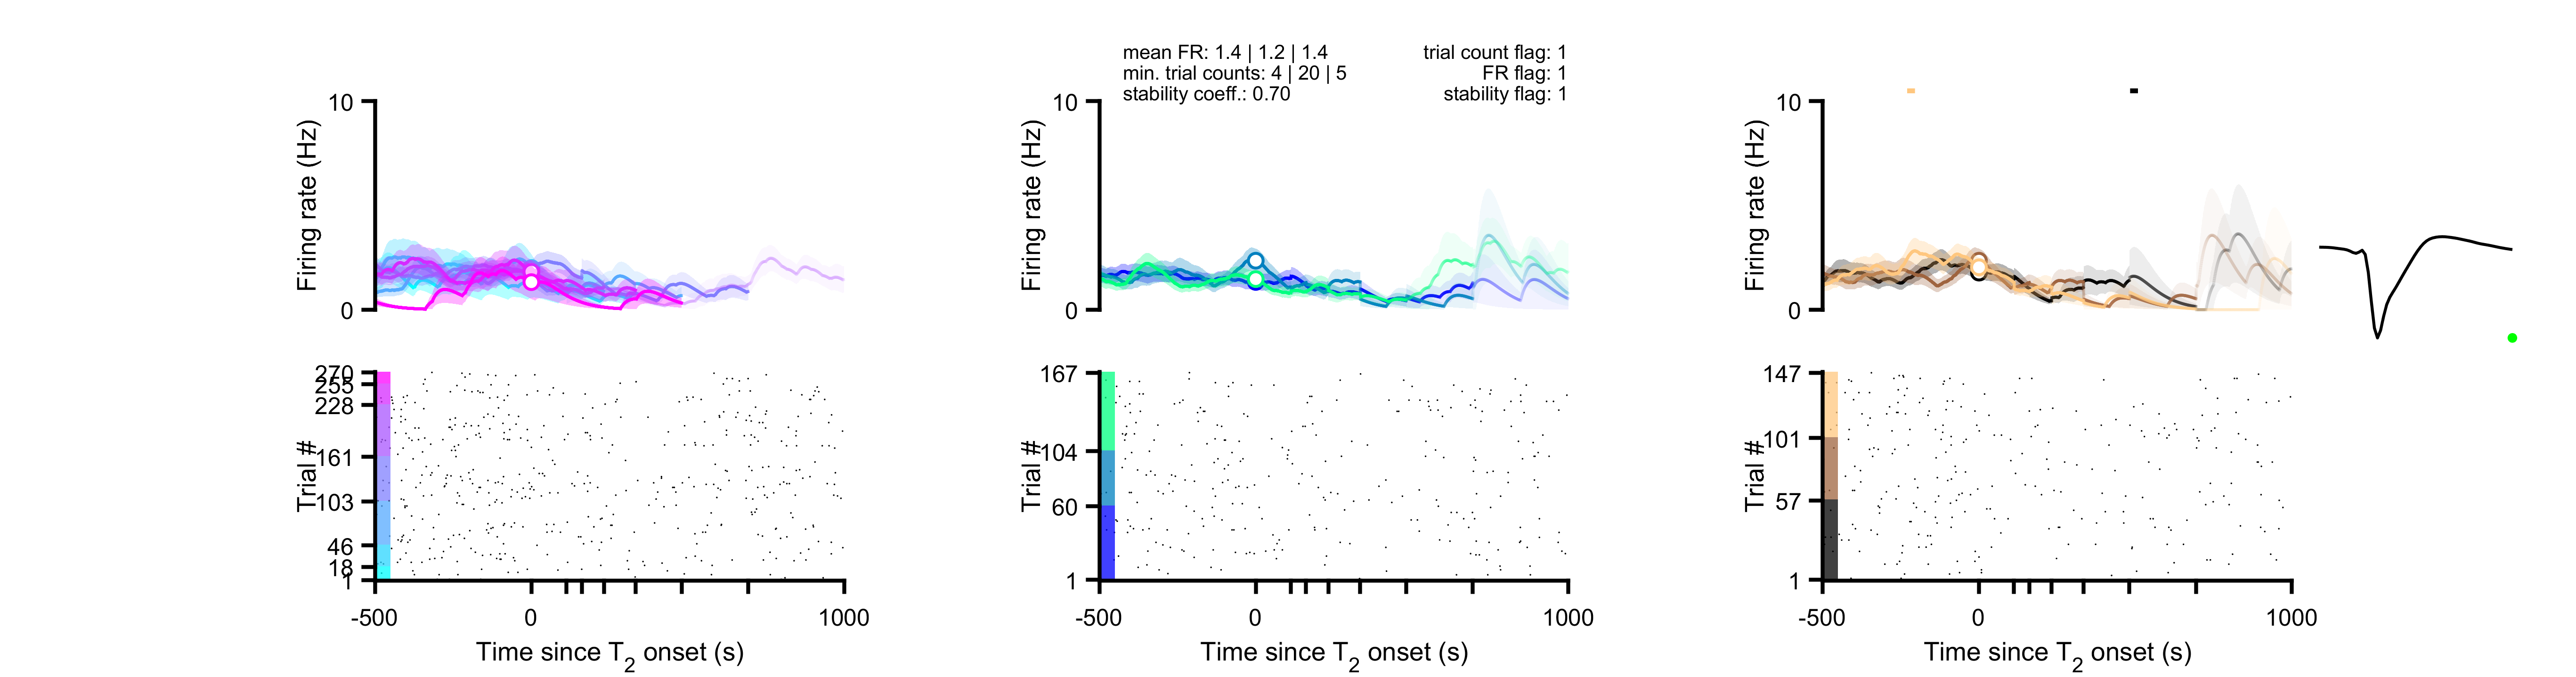 mean FR: 1.4 | 1.2 | 1.4
min. trial counts: 4 | 20 | 5
stability coeff.: 0.70
trial count flag: 1
FR flag: 1
stability flag: 1
10
Firing rate (Hz)
0
270
255
228
161
103
46
18
1
Trial #
-500
0
1000
Time since T2 onset (s)
10
Firing rate (Hz)
0
167
104
60
1
Trial #
-500
0
1000
Time since T2 onset (s)
10
Firing rate (Hz)
0
147
101
57
1
Trial #
-500
0
1000
Time since T2 onset (s)